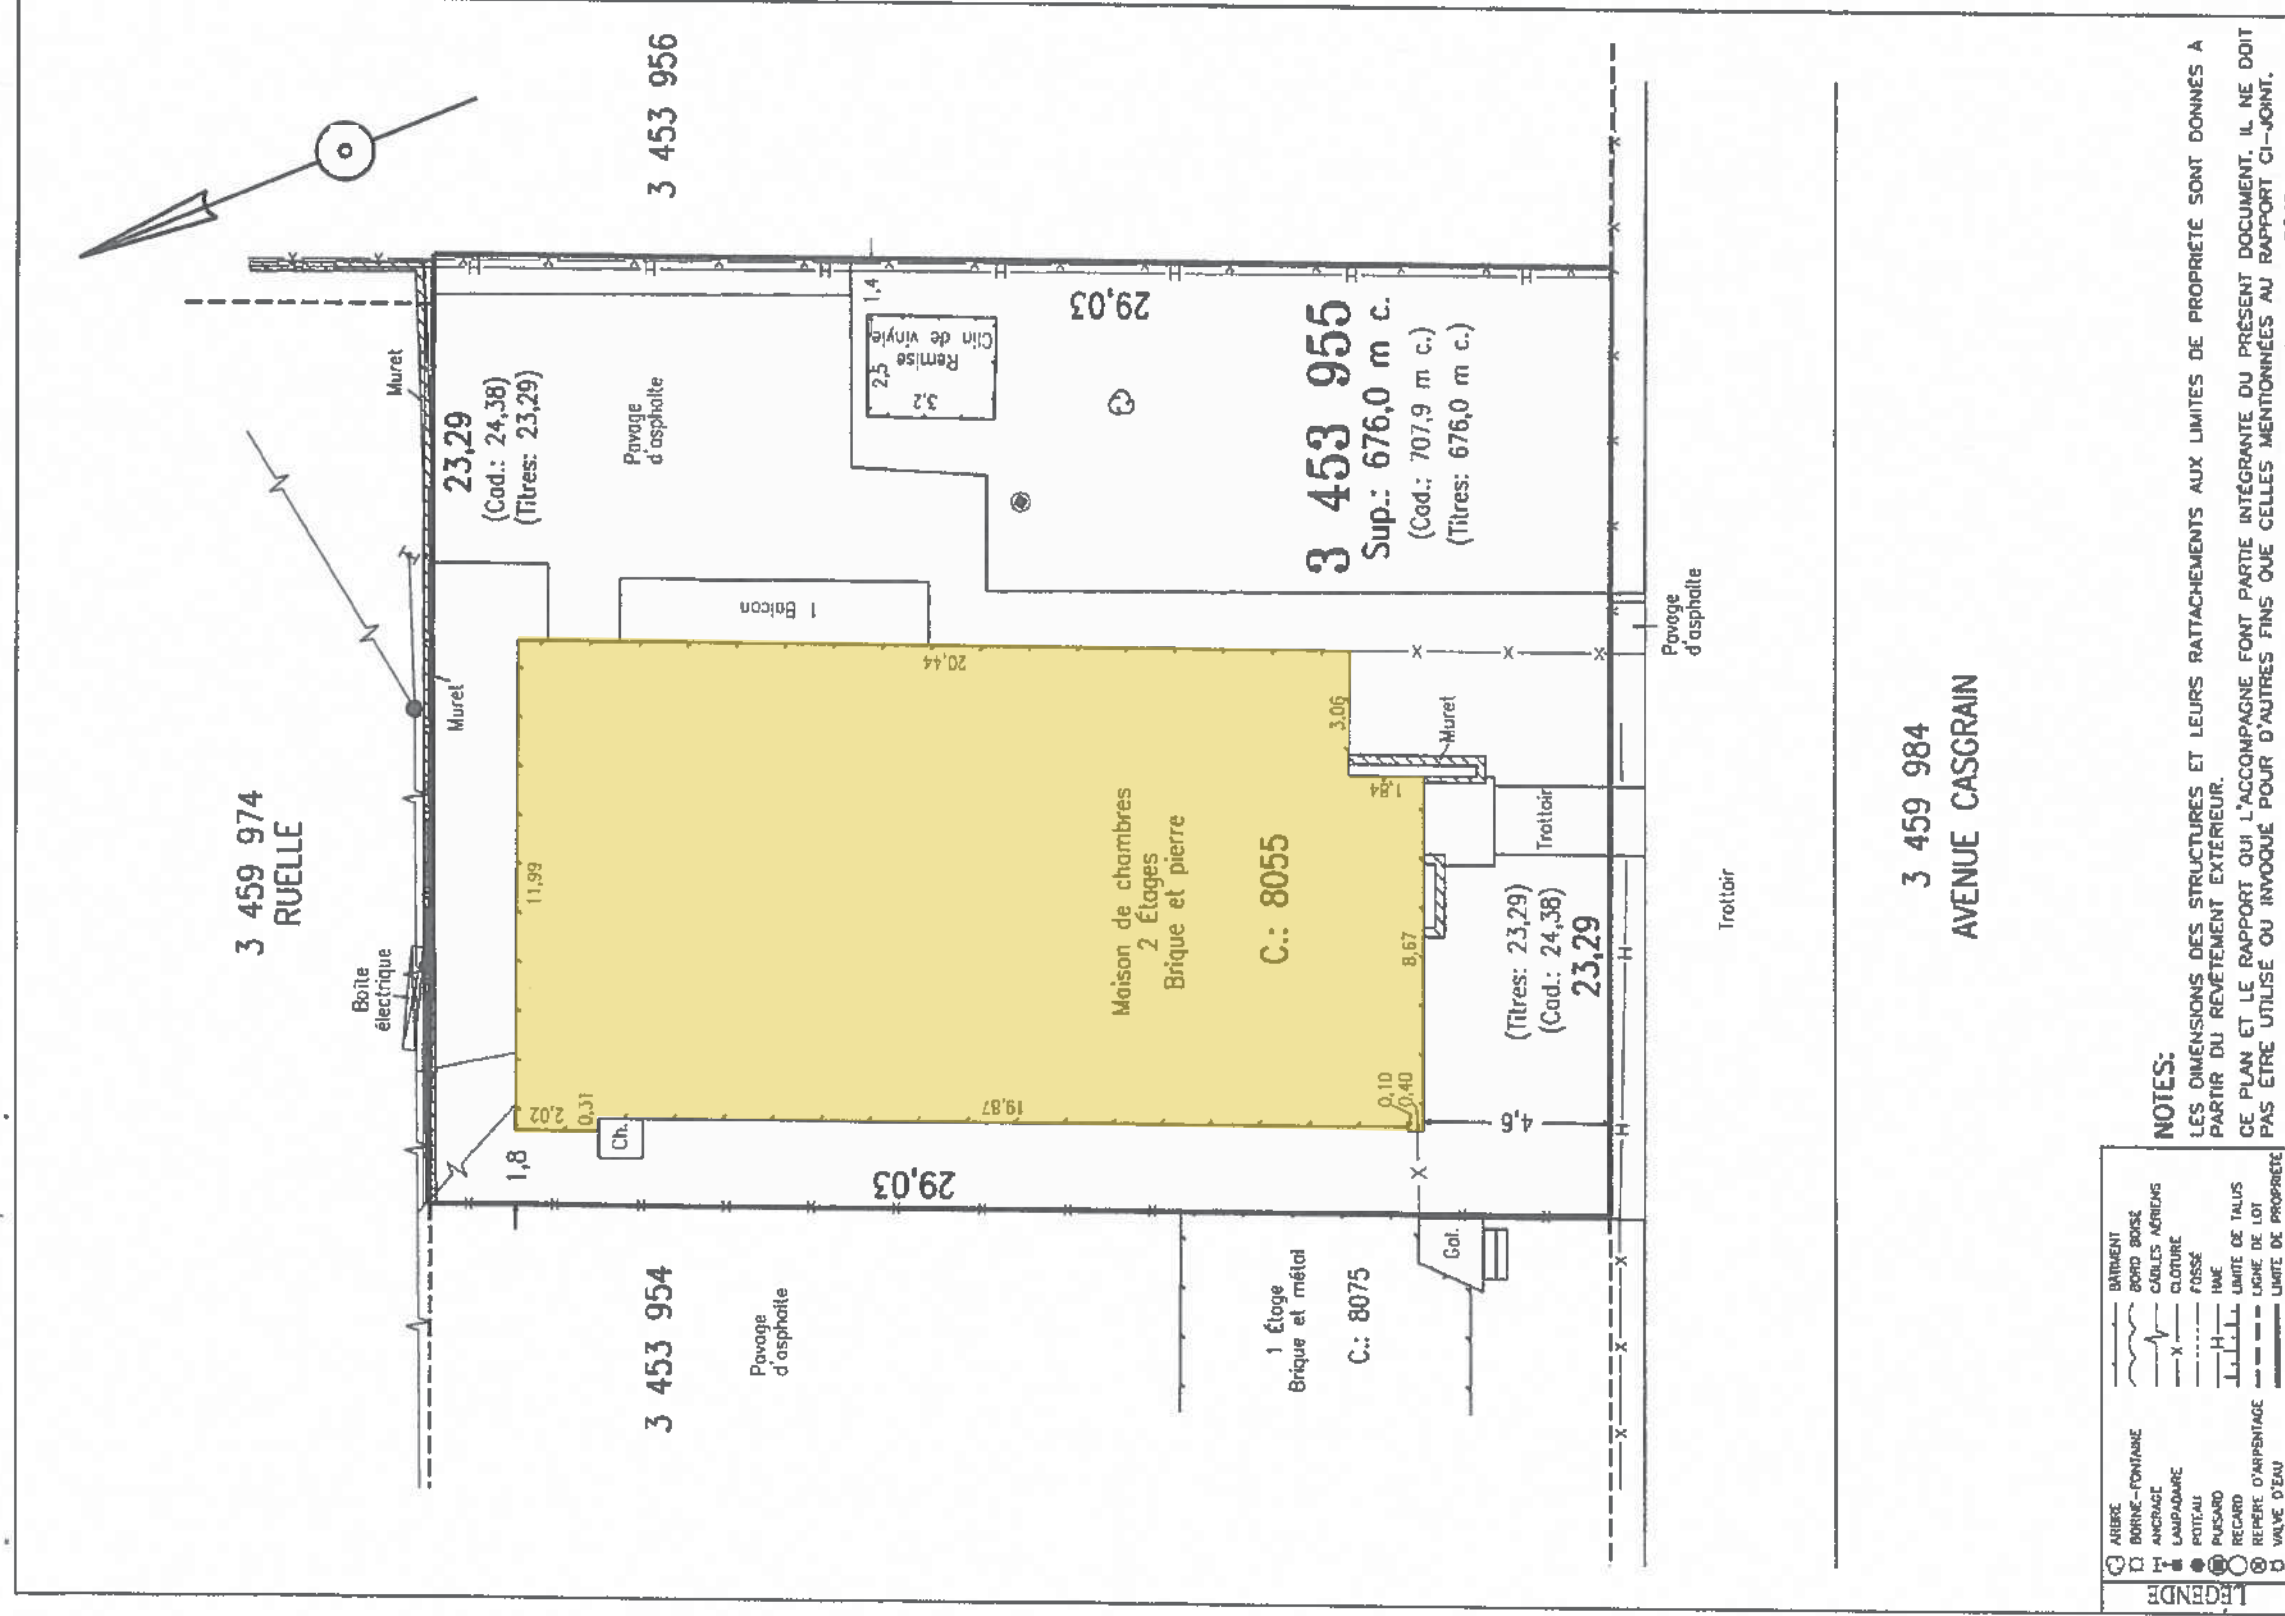 3 453 956
3 459 974
RUELLE
Muret
23,29
(Cad.: 24,38)
(Titres: 23,29)
Pavage
d'asphalte
1,4
2,5
3,2
Remise
Clin de vinyle
29,03
3 453 955
Sup.: 676,0 m c.
(Cad.: 707,9 m c.)
(Titres: 676,0 m c.)
1 Balcon
Muret
Boîte
électrique
11,99
20,44
3,06
1,84
Muret
Pavage
d'asphalte
Maison de chambres
2 Étages
Brique et pierre
C.: 8055
8,67
Trottoir
(Titres: 23,29)
(Cad.: 24,38)
23,29
2,02
0,31
19,87
0,10
0,40
4,6
Ch.
1,8
29,03
Trottoir
3 459 984
AVENUE CASGRAIN
3 453 954
Pavage
d'asphalte
1 Étage
Brique et métal
C.: 8075
Gal.
NOTES:
LES DIMENSIONS DES STRUCTURES ET LEURS RATTACHEMENTS AUX LIMITES DE PROPRIÉTÉ SONT DONNÉS À
PARTIR DU REVÊTEMENT EXTÉRIEUR.
CE PLAN ET LE RAPPORT QUI L'ACCOMPAGNE FONT PARTIE INTÉGRANTE DU PRÉSENT DOCUMENT. IL NE DOIT
PAS ÊTRE UTILISÉ OU INVOQUÉ POUR D'AUTRES FINS QUE CELLES MENTIONNÉES AU RAPPORT CI-JOINT.
LÉGENDE
ARBRE
BORNE-FONTAINE
ANCRAGE
LAMPADAIRE
POTEAU
PUISARD
REGARD
REPÈRE D'ARPENTAGE
VALVE D'EAU
BÂTIMENT
BORD BOISÉ
CÂBLES AÉRIENS
CLÔTURE
FOSSÉ
HAIE
LIMITE DE TALUS
LIGNE DE LOT
LIMITE DE PROPRIÉTÉ